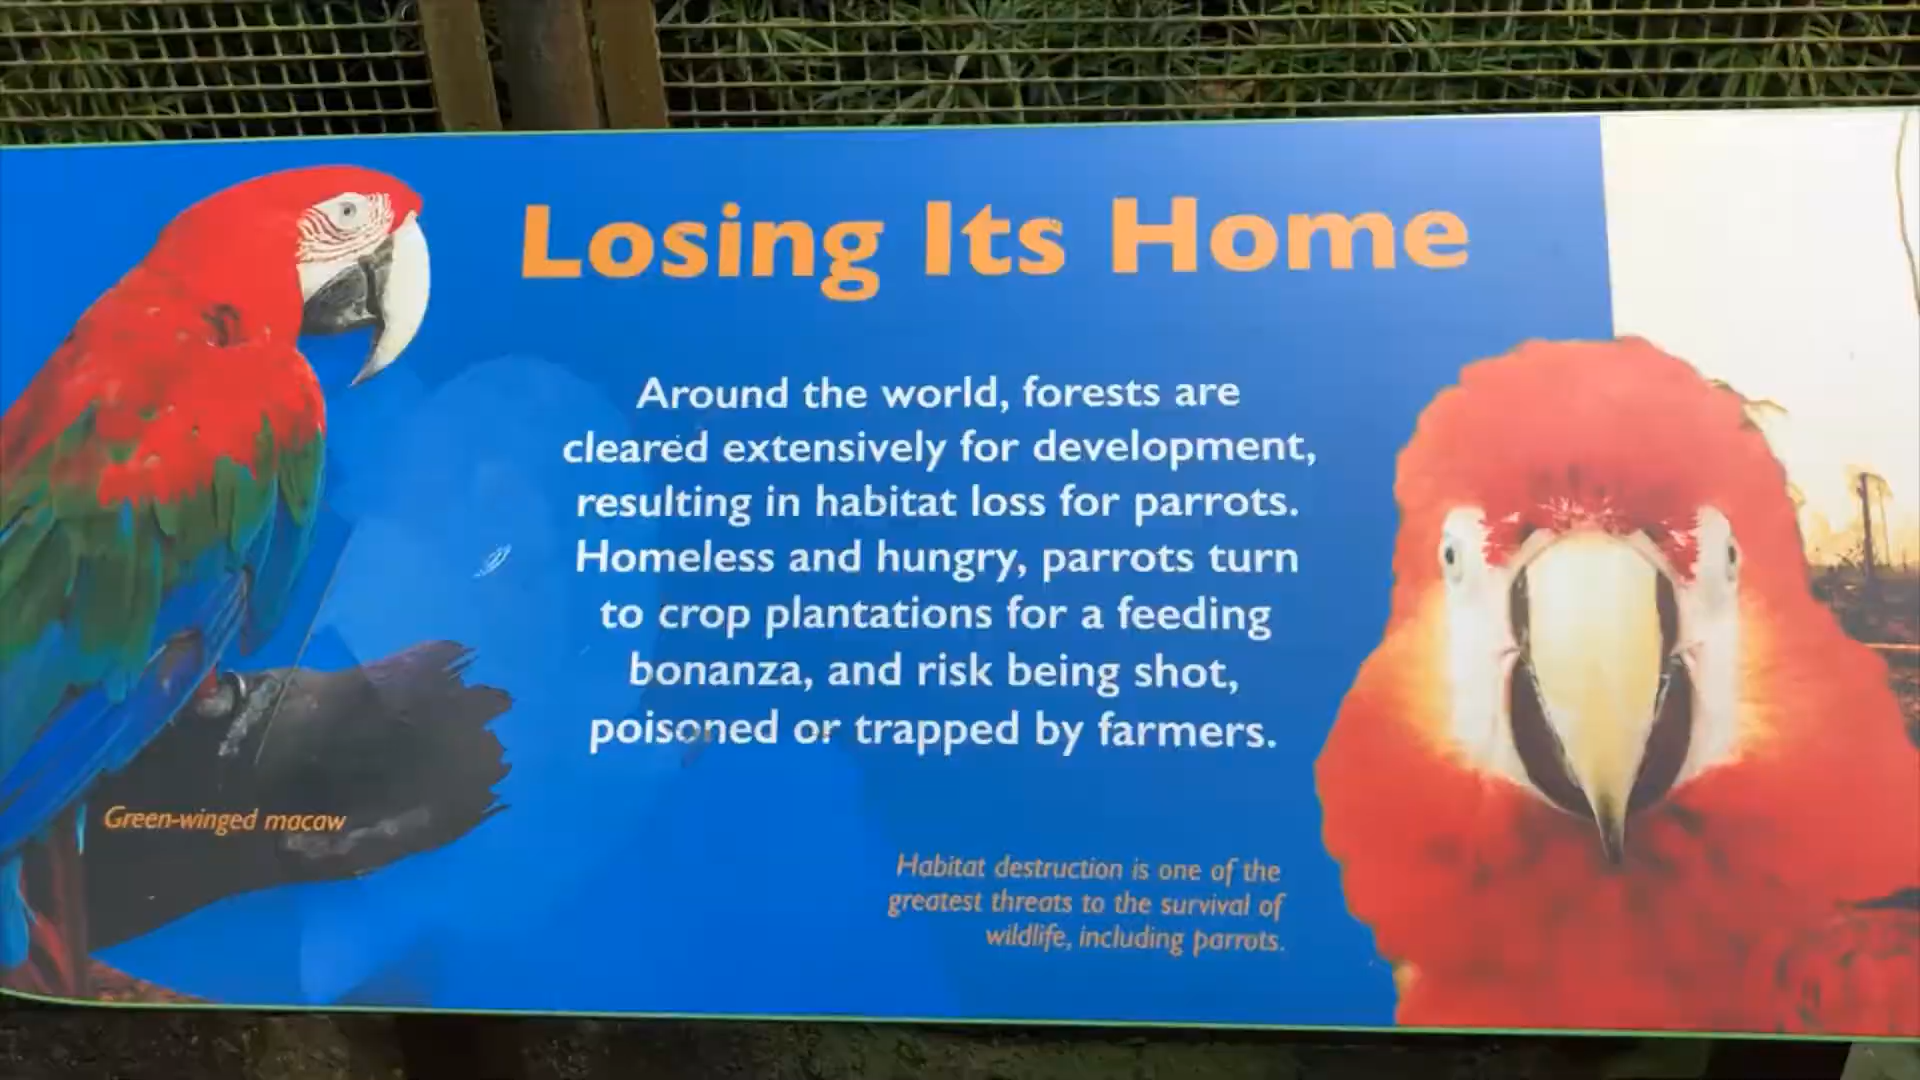 Losing Its Home
Around the world, forests are
cleared extensively for development,
resulting in habitat loss for parrots.
Homeless and hungry, parrots turn
to crop plantations for a feeding
bonanza, and risk being shot,
poisoned or trapped by farmers.
Green-winged macaw
Habitat destruction is one of the
greatest threats to the survival of
wildlife, including parrots.